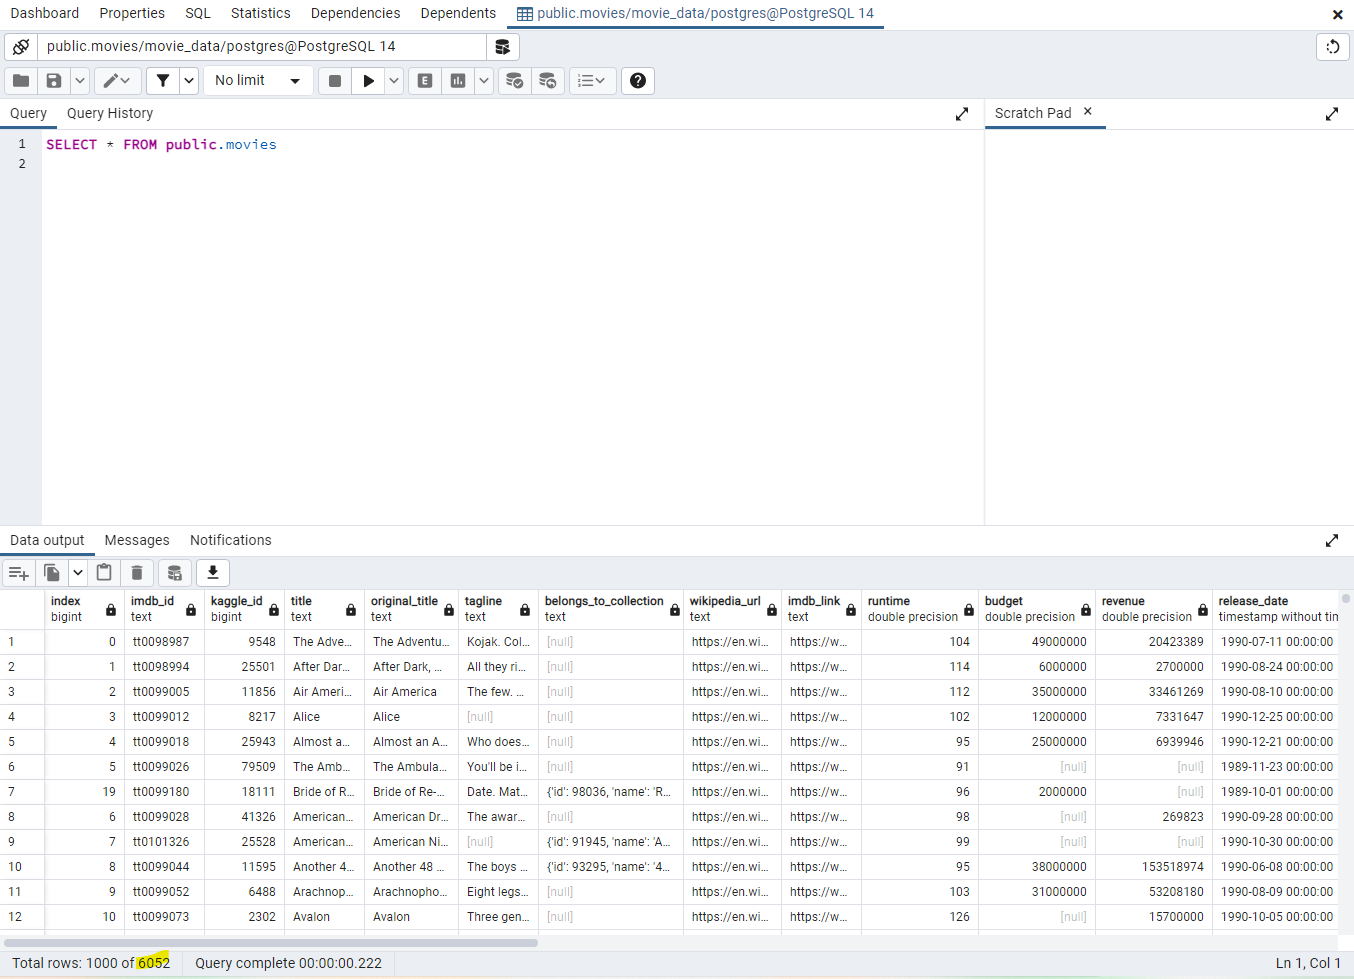 Dashboard Properties SQL Statistics Dependencies Dependents public.movies/movie_data/postgres@PostgreSQL 14
public.movies/movie_data/postgres@PostgreSQL 14
No limit E
Query Query History Scratch Pad
1 SELECT * FROM public.movies
2
Data output Messages Notifications
index imdb_id kaggle_id title original_title tagline belongs_to_collection wikipedia_url imdb_link runtime budget revenue release_date
bigint text bigint text text text text text text double precision double precision double precision timestamp without tim
1 0 tt0098987 9548 The Adve... The Adventu... Kojak. Col... [null] https://en.wi... https://w... 104 49000000 20423389 1990-07-11 00:00:00
2 1 tt0098994 25501 After Dar... After Dark, ... All they ri... [null] https://en.wi... https://w... 114 6000000 2700000 1990-08-24 00:00:00
3 2 tt0099005 11856 Air Ameri... Air America The few. ... [null] https://en.wi... https://w... 112 35000000 33461269 1990-08-10 00:00:00
4 3 tt0099012 8217 Alice Alice [null] [null] https://en.wi... https://w... 102 12000000 7331647 1990-12-25 00:00:00
5 4 tt0099018 25943 Almost a... Almost an A... Who does... [null] https://en.wi... https://w... 95 25000000 6939946 1990-12-21 00:00:00
6 5 tt0099026 79509 The Amb... The Ambula... You'll be i... [null] https://en.wi... https://w... 91 [null] [null] 1989-11-23 00:00:00
7 19 tt0099180 18111 Bride of R... Bride of Re-... Date. Mat... {'id': 98036, 'name': 'R... https://en.wi... https://w... 96 2000000 [null] 1989-10-01 00:00:00
8 6 tt0099028 41326 American... American Dr... The awar... [null] https://en.wi... https://w... 98 [null] 269823 1990-09-28 00:00:00
9 7 tt0101326 25528 American... American Ni... [null] {'id': 91945, 'name': 'A... https://en.wi... https://w... 99 [null] [null] 1990-10-30 00:00:00
10 8 tt0099044 11595 Another 4... Another 48 ... The boys ... {'id': 93295, 'name': '4... https://en.wi... https://w... 95 38000000 153518974 1990-06-08 00:00:00
11 9 tt0099052 6488 Arachnop... Arachnopho... Eight legs... [null] https://en.wi... https://w... 103 31000000 53208180 1990-08-09 00:00:00
12 10 tt0099073 2302 Avalon Avalon Three gen... [null] https://en.wi... https://w... 126 [null] 15700000 1990-10-05 00:00:00
Total rows: 1000 of 6052 Query complete 00:00:00.222 Ln 1, Col 1